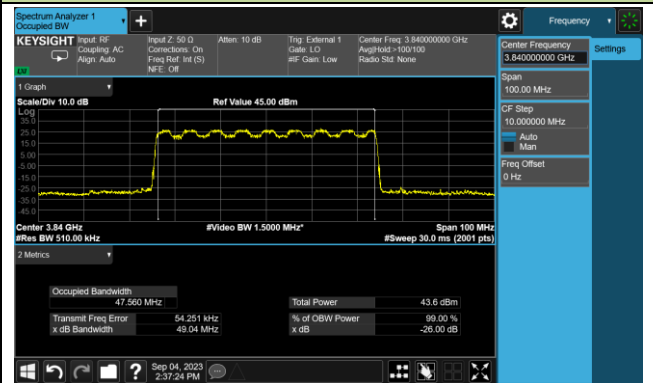 Spectrum Analyzer 1
Occupied BW
Frequency
KEYSIGHT
Input: RF
Coupling: AC
Align: Auto
Input Z: 50 Ω
Corrections: On
Freq Ref: Int (S)
NFE: Off
Atten: 10 dB
Trig: External 1
Gate: LO
#IF Gain: Low
Center Freq: 3.840000000 GHz
Avg|Hold:>100/100
Radio Std: None
Center Frequency
3.840000000 GHz
Settings
Span
100.00 MHz
CF Step
10.000000 MHz
Auto
Man
Freq Offset
0 Hz
1 Graph
Scale/Div 10.0 dB
Ref Value 45.00 dBm
Log
35.0
25.0
15.0
5.00
-5.00
-15.0
-25.0
-35.0
-45.0
Center 3.84 GHz
#Video BW 1.5000 MHz*
Span 100 MHz
#Res BW 510.00 kHz
#Sweep 30.0 ms (2001 pts)
2 Metrics
Occupied Bandwidth
47.560 MHz
Total Power
43.6 dBm
Transmit Freq Error
54.251 kHz
% of OBW Power
99.00 %
x dB Bandwidth
49.04 MHz
x dB
-26.00 dB
?
Sep 04, 2023
2:37:24 PM